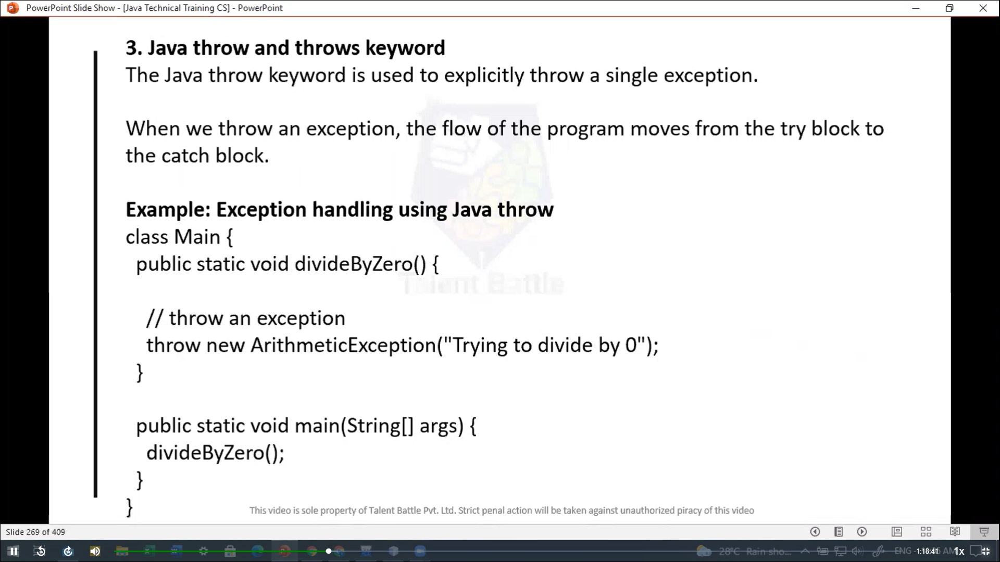 PowerPoint Slide Show - [Java Technical Training CS] - PowerPoint
3. Java throw and throws keyword
The Java throw keyword is used to explicitly throw a single exception.
When we throw an exception, the flow of the program moves from the try block to
the catch block.
Example: Exception handling using Java throw
class Main {
public static void divideByZero() {
Talent Battle
// throw an exception
throw new ArithmeticException("Trying to divide by 0");
}
public static void main(String[] args) {
divideByZero();
}
}
This video is sole property of Talent Battle Pvt. Ltd. Strict penal action will be taken against unauthorized piracy of this video
Slide 269 of 409
28°C Rain sho... ENG -1:18:41 AM 1x